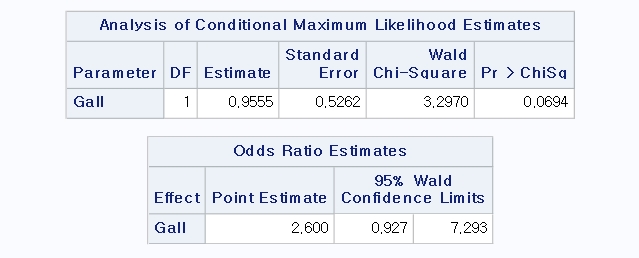 Analysis of Conditional Maximum Likelihood Estimates
Parameter DF Estimate Standard Error Wald Chi-Square Pr > ChiSq
Gall 1 0.9555 0.5262 3.2970 0.0694
Odds Ratio Estimates
Effect Point Estimate 95% Wald Confidence Limits
Gall 2.600 0.927 7.293